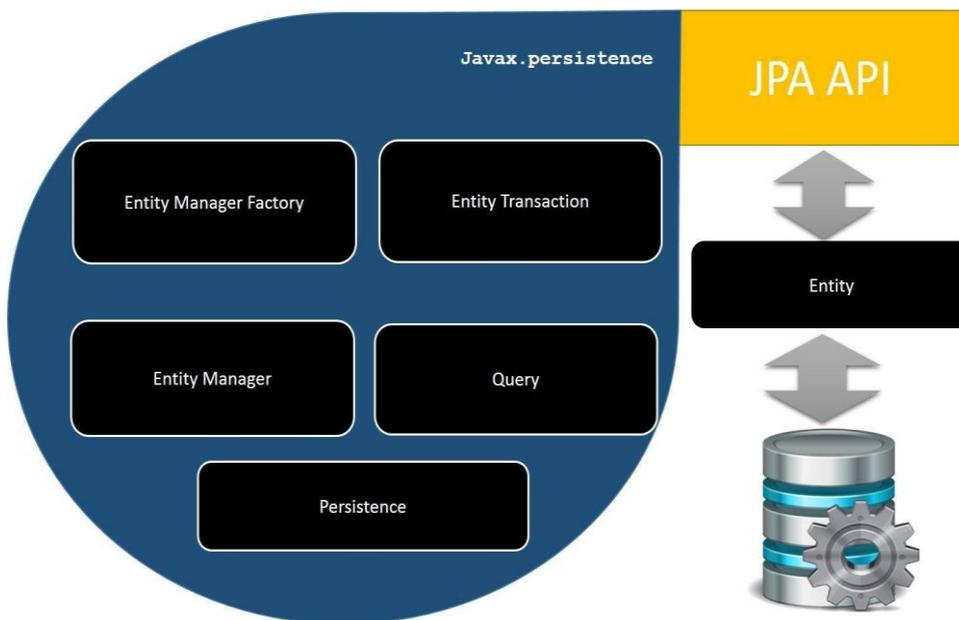 Javax.persistence
JPA API
Entity Manager Factory
Entity Transaction
Entity
Entity Manager
Query
Persistence